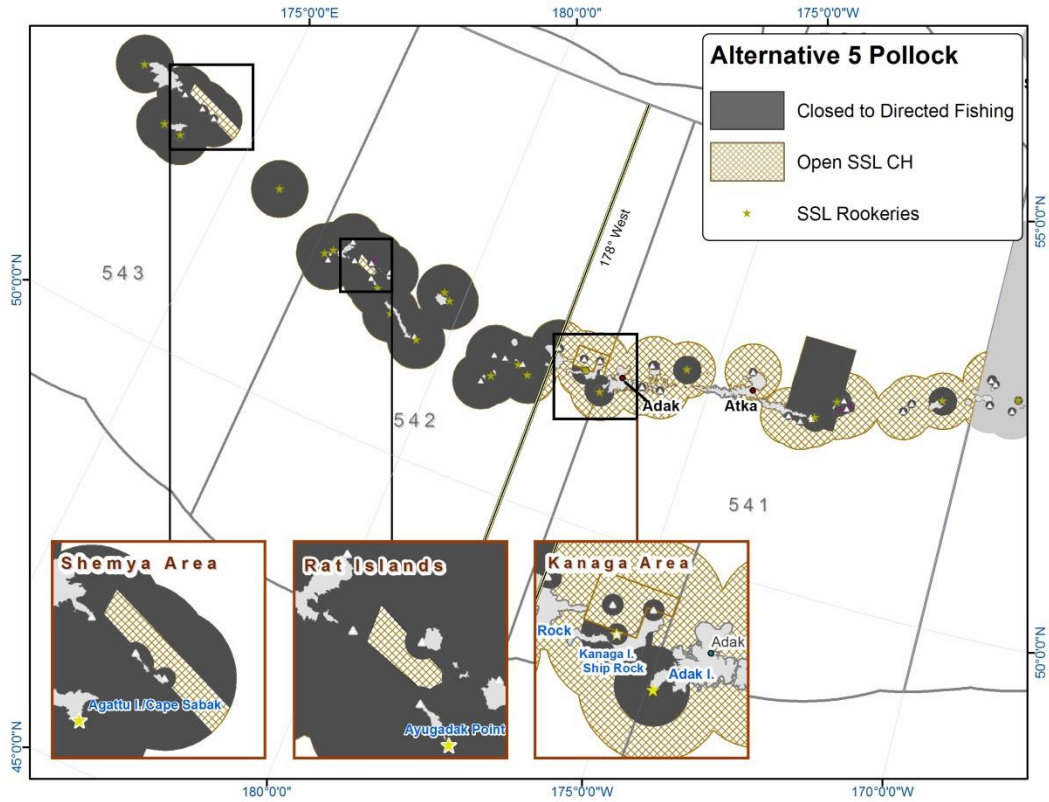 175°0'0"E
180°0'0"
175°0'0"W
Alternative 5 Pollock
Closed to Directed Fishing
Open SSL CH
SSL Rookeries
55°0'0"N
50°0'0"N
178° West
543
542
541
Adak
Atka
Shemya Area
Agattu I./Cape Sabak
Rat Islands
Ayugadak Point
Kanaga Area
Rock
Kanaga I.
Ship Rock
Adak
Adak I.
50°0'0"N
45°0'0"N
180°0'0"
175°0'0"W
170°0'0"W